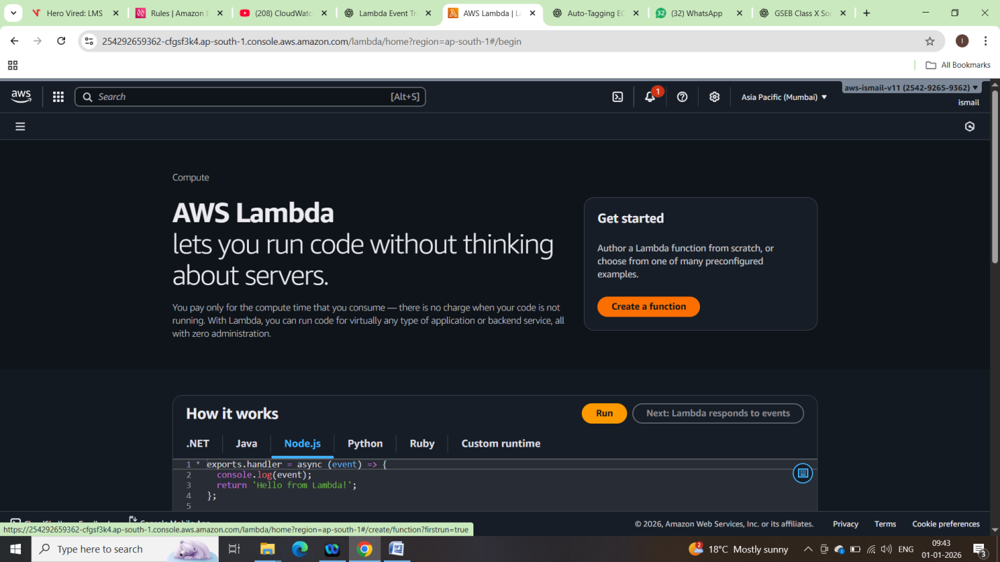 Hero Vired: LMS
Rules | Amazon E
(208) CloudWatc
Lambda Event Tr
AWS Lambda | La
Auto-Tagging EC
(32) WhatsApp
GSEB Class X So
254292659362-cfgsf3k4.ap-south-1.console.aws.amazon.com/lambda/home?region=ap-south-1#/begin
I
All Bookmarks
aws
Search
[Alt+S]
1
Asia Pacific (Mumbai) ▼
aws-ismail-v11 (2542-9265-9362) ▼
ismail
Compute
AWS Lambda
lets you run code without thinking
about servers.
You pay only for the compute time that you consume — there is no charge when your code is not
running. With Lambda, you can run code for virtually any type of application or backend service, all
with zero administration.
Get started
Author a Lambda function from scratch, or
choose from one of many preconfigured
examples.
Create a function
How it works
Run
Next: Lambda responds to events
.NET
Java
Node.js
Python
Ruby
Custom runtime
1 exports.handler = async (event) => {
2 console.log(event);
3 return 'Hello from Lambda!';
4 };
5
© 2026, Amazon Web Services, Inc. or its affiliates.
Privacy
Terms
Cookie preferences
https://254292659362-cfgsf3k4.ap-south-1.console.aws.amazon.com/lambda/home?region=ap-south-1#/create/function?firstrun=true
Type here to search
2
18°C Mostly sunny
ENG
09:43
01-01-2026
3